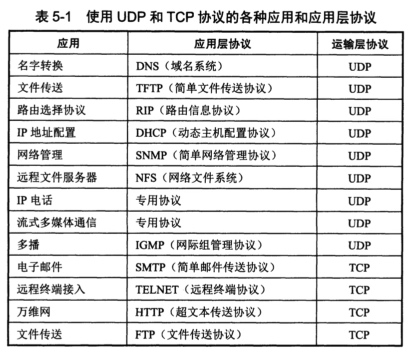 表 5-1 使用 UDP 和 TCP 协议的各种应用和应用层协议
应用 应用层协议 运输层协议
名字转换 DNS（域名系统） UDP
文件传送 TFTP（简单文件传送协议） UDP
路由选择协议 RIP（路由信息协议） UDP
IP 地址配置 DHCP（动态主机配置协议） UDP
网络管理 SNMP（简单网络管理协议） UDP
远程文件服务器 NFS（网络文件系统） UDP
IP 电话 专用协议 UDP
流式多媒体通信 专用协议 UDP
多播 IGMP（网际组管理协议） UDP
电子邮件 SMTP（简单邮件传送协议） TCP
远程终端接入 TELNET（远程终端协议） TCP
万维网 HTTP（超文本传送协议） TCP
文件传送 FTP（文件传送协议） TCP